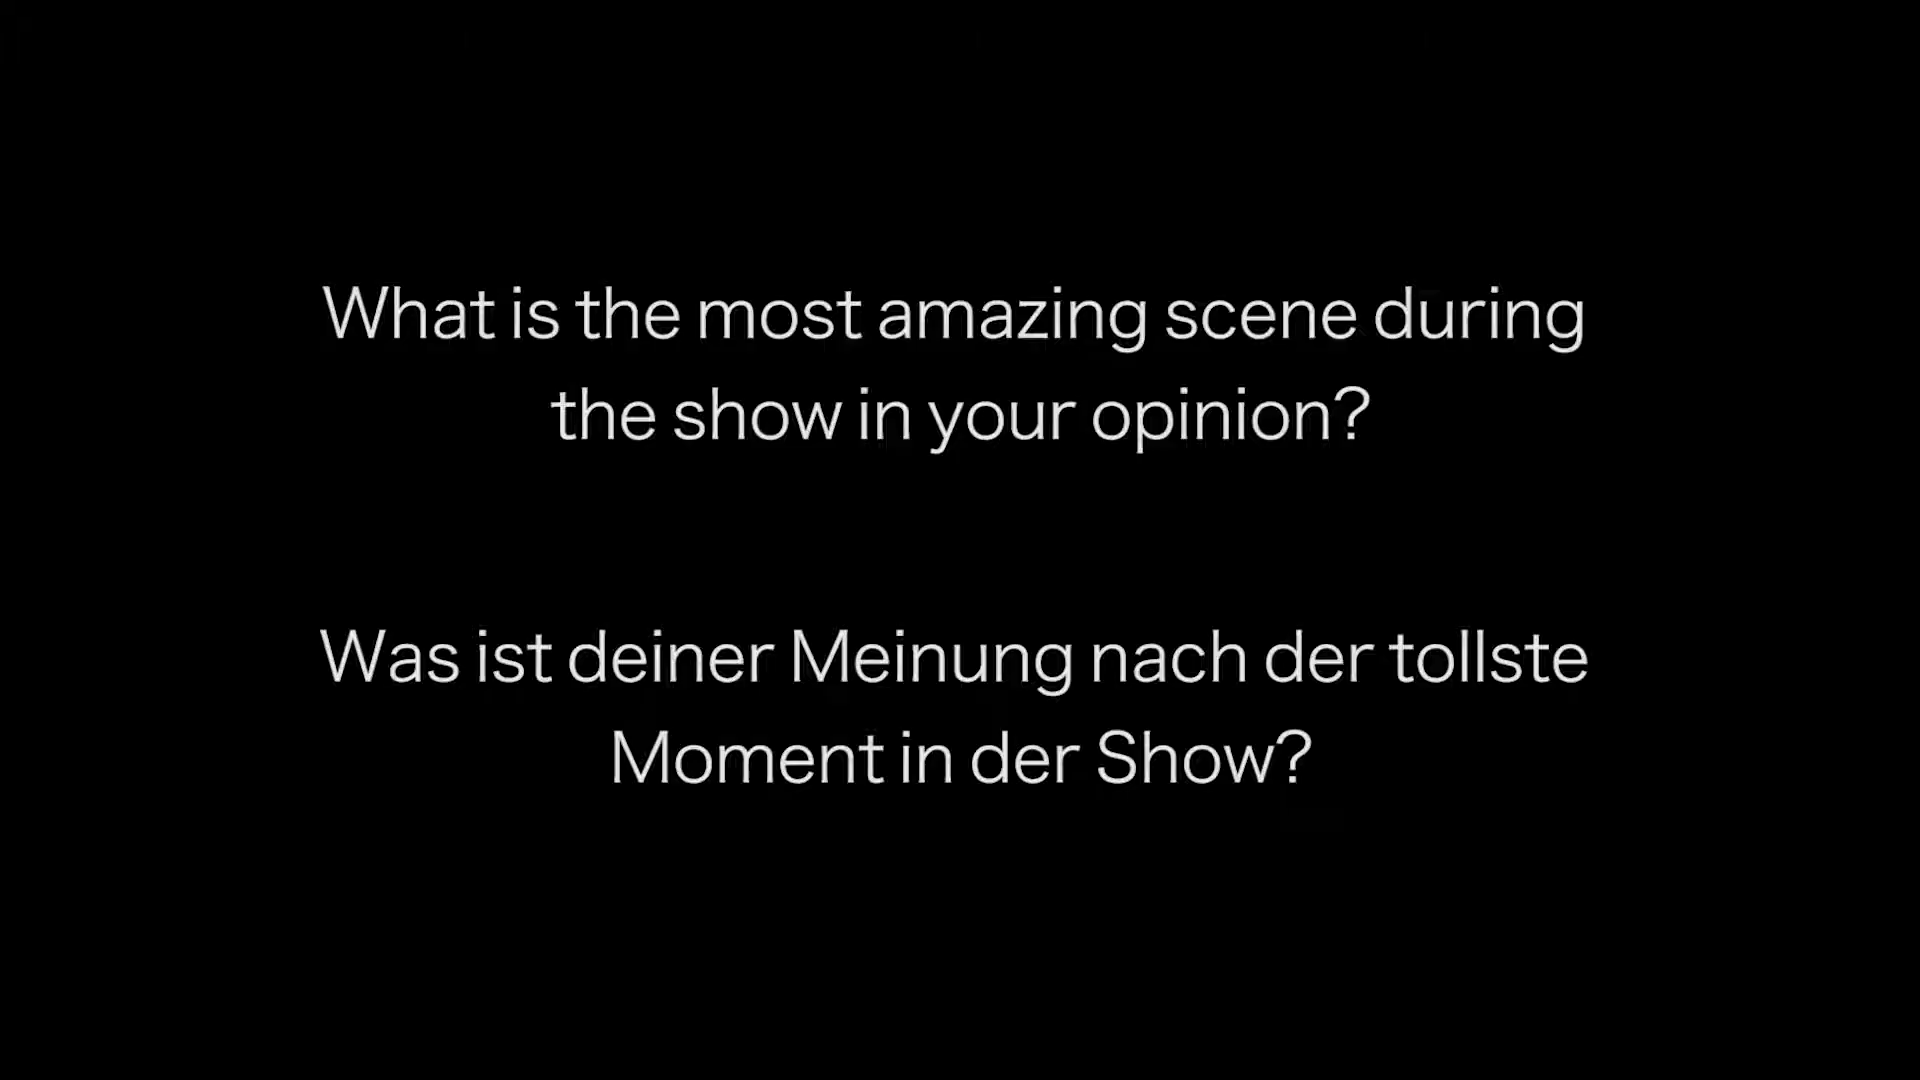 What is the most amazing scene during
the show in your opinion?
Was ist deiner Meinung nach der tollste
Moment in der Show?